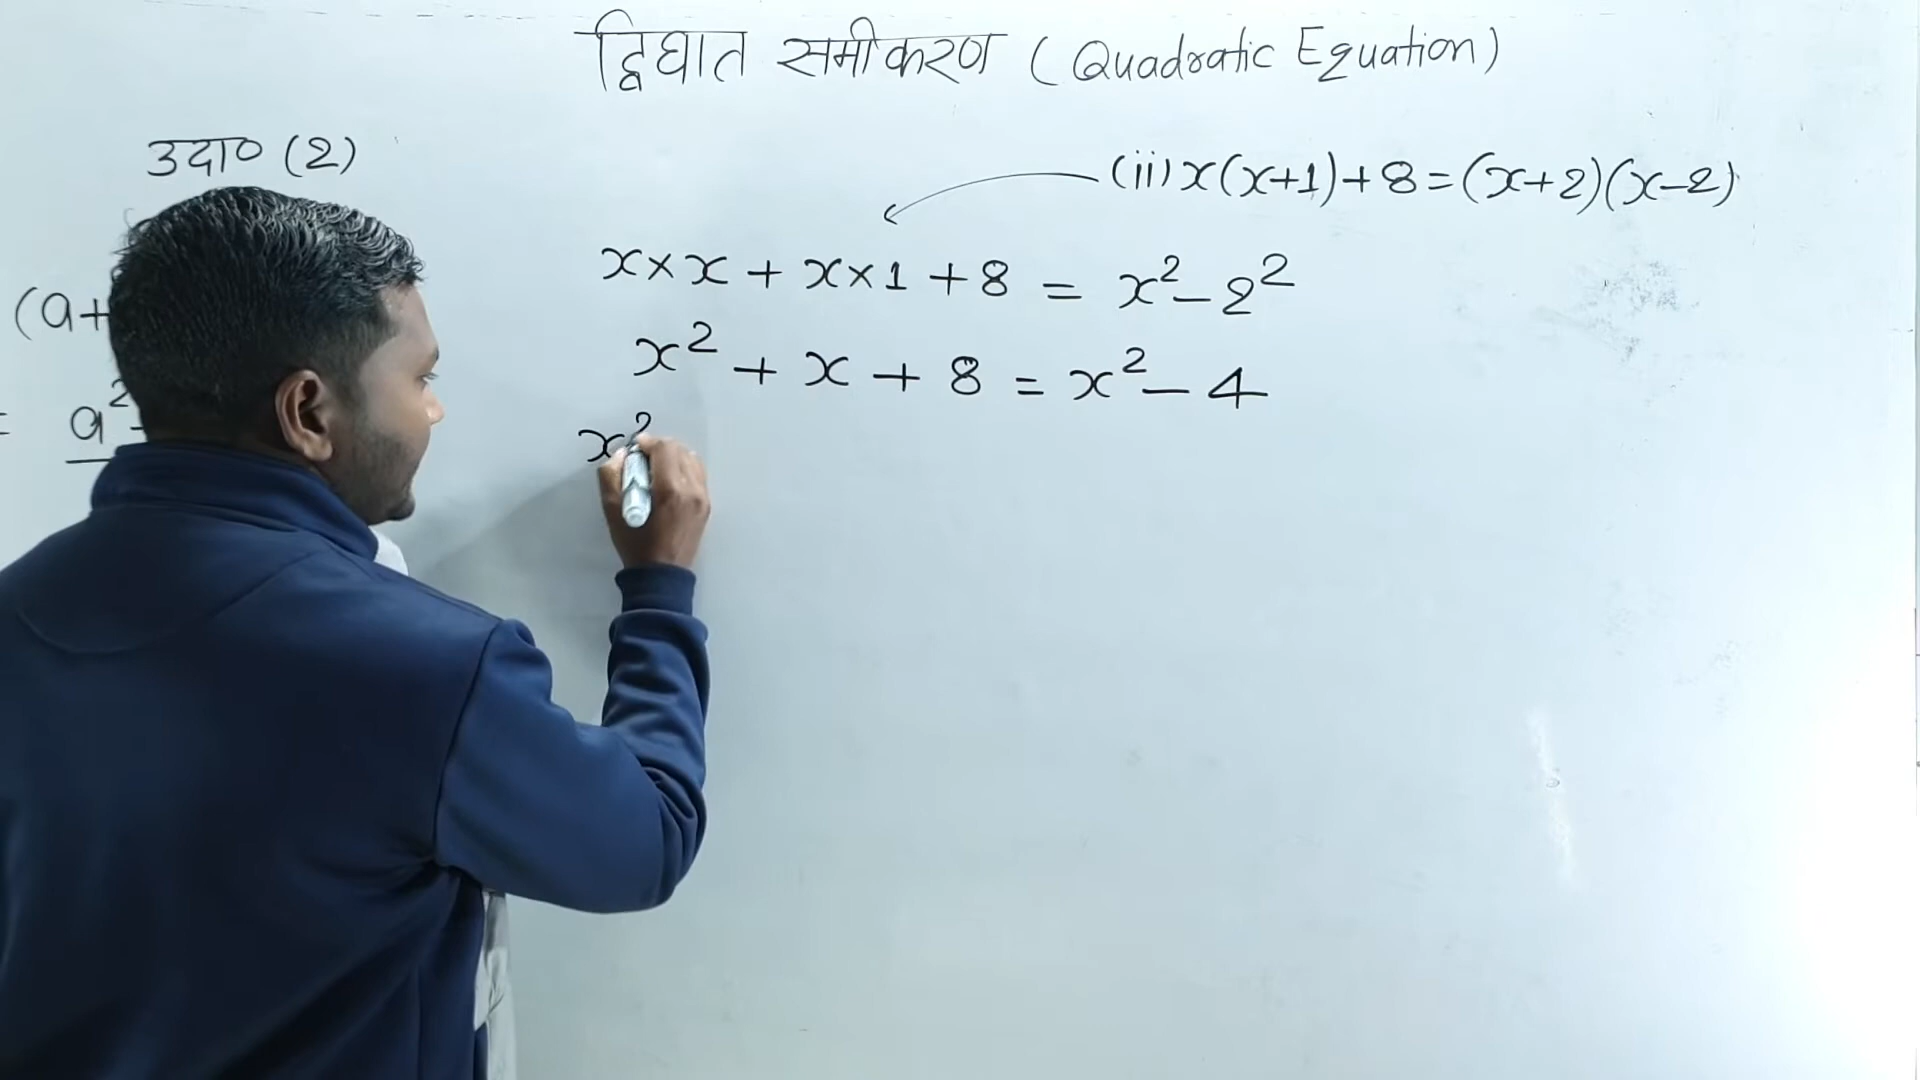 द्विघात समीकरण ( Quadratic Equation)
उदा० (2)
(ii) x(x+1)+8=(x+2)(x-2)
x×x + x×1 +8 = x²-2²
(a+
x² + x + 8 = x²-4
= a² -
x²